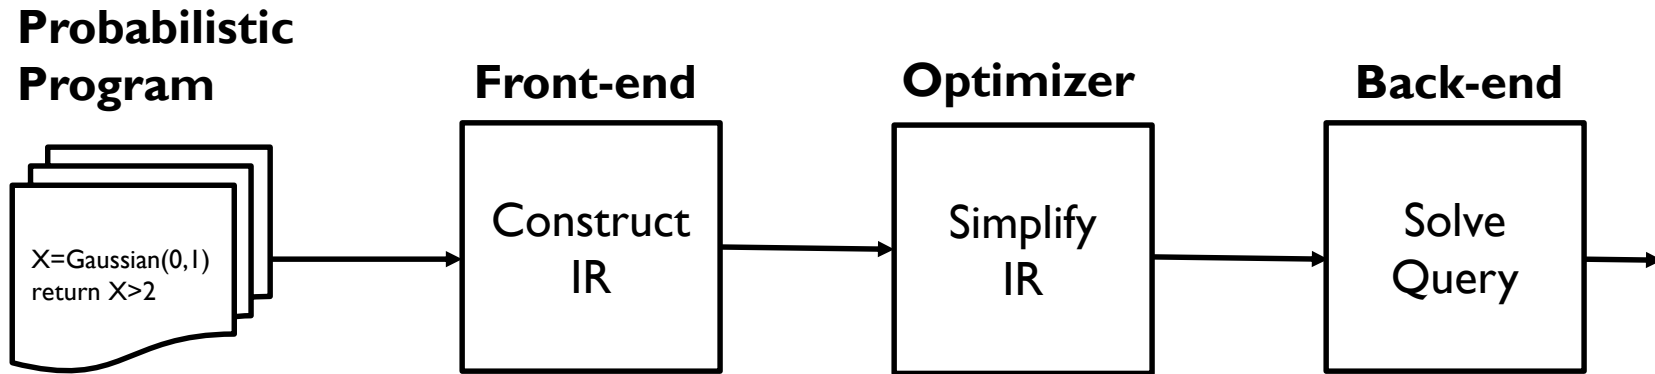 Probabilistic
Program
X=Gaussian(0,1)
return X>2
Front-end
Construct
IR
Optimizer
Simplify
IR
Back-end
Solve
Query